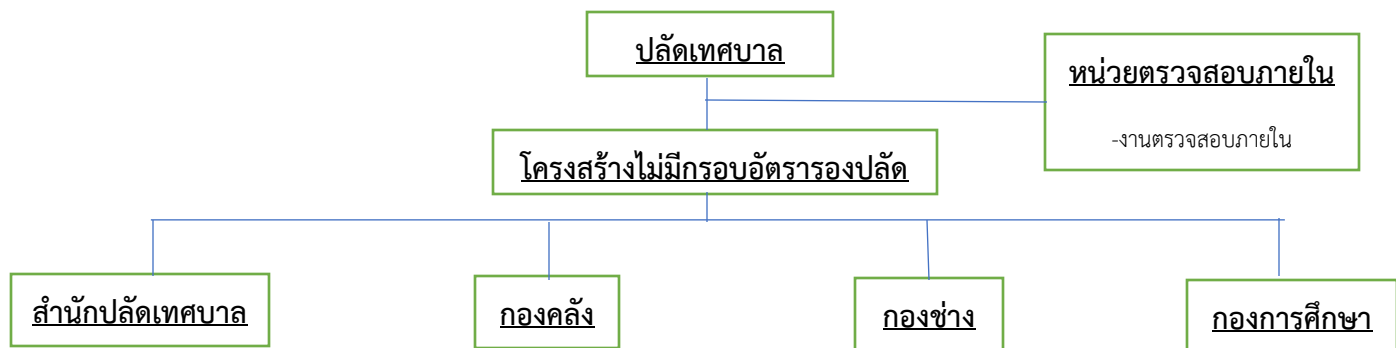 ปลัดเทศบาล
หน่วยตรวจสอบภายใน
-งานตรวจสอบภายใน
โครงสร้างไม่มีกรอบอัตรารองปลัด
สำนักปลัดเทศบาล
กองคลัง
กองช่าง
กองการศึกษา